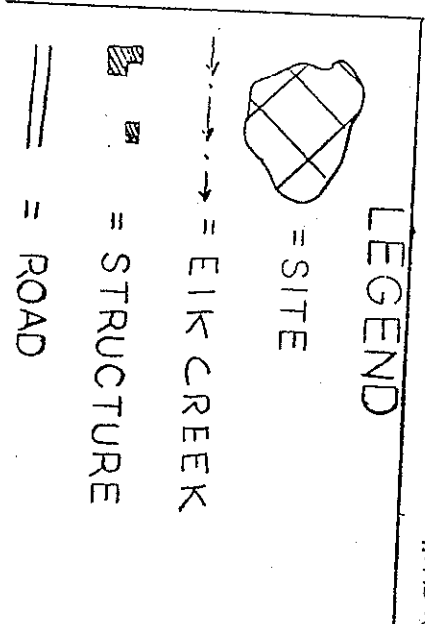 LEGEND
= SITE
= ElK CREEK
= STRUCTURE
= ROAD